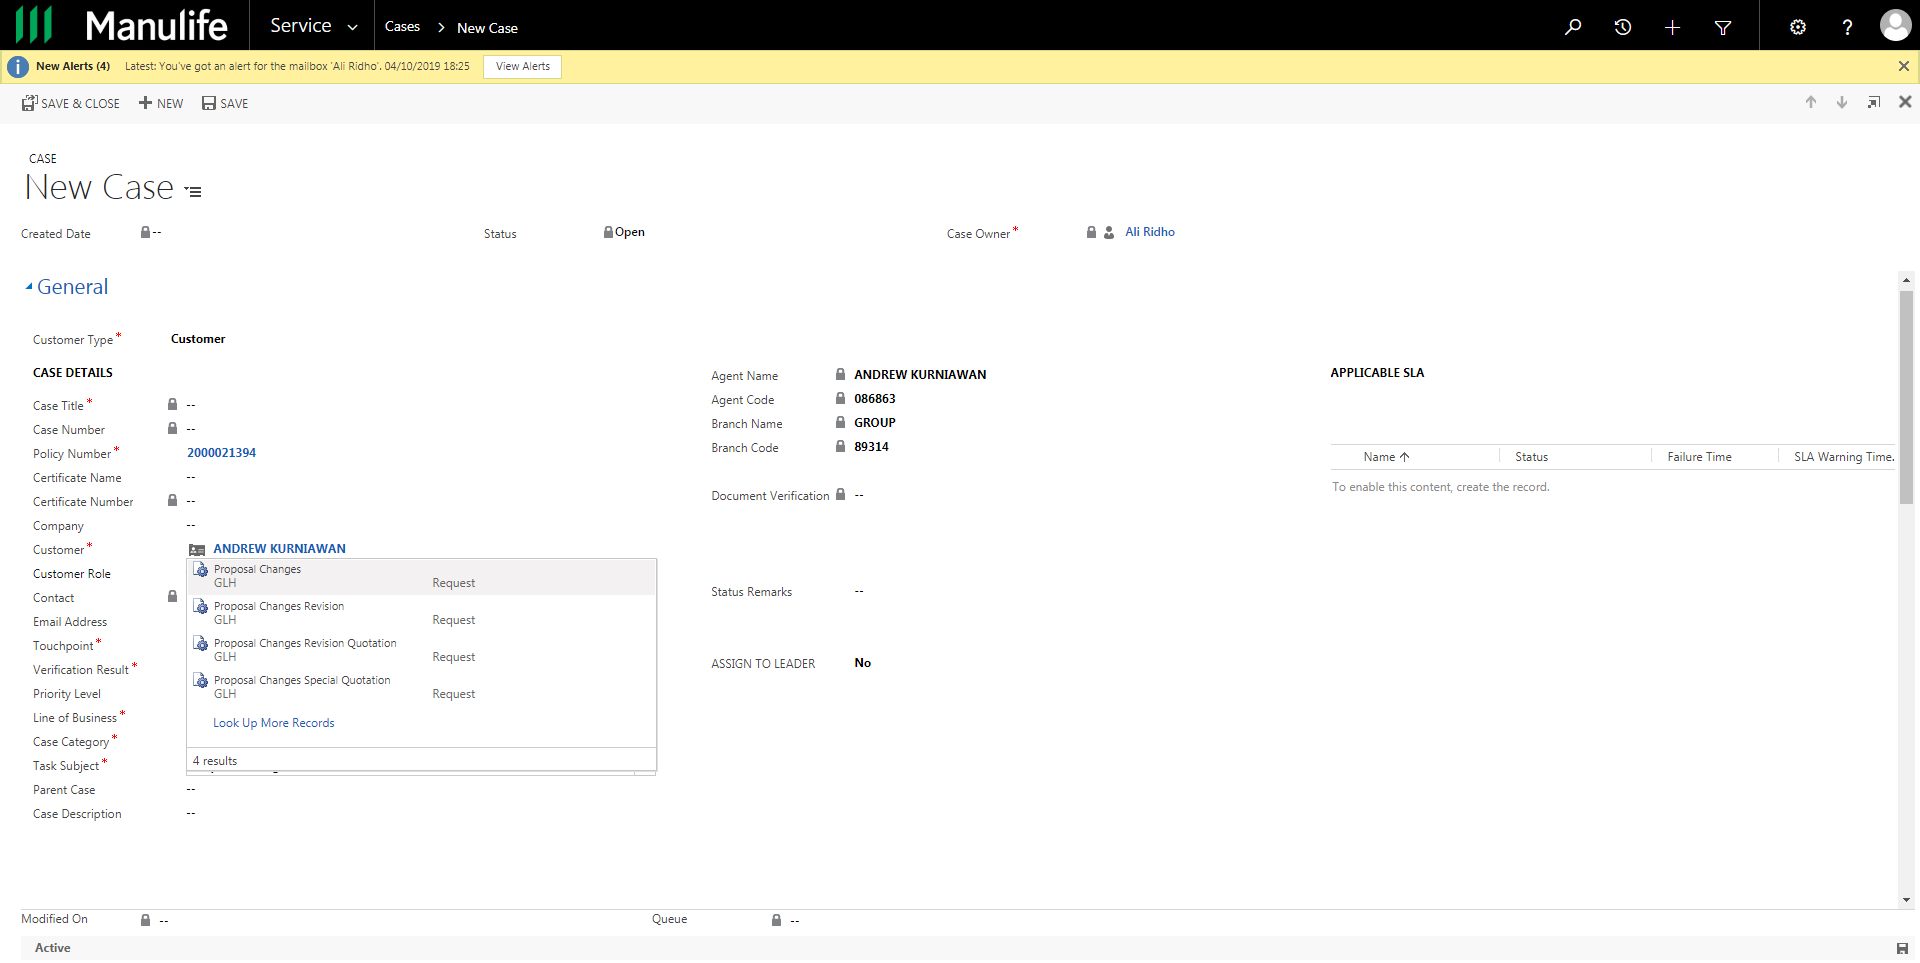 Manulife Service Cases New Case
New Alerts (4) Latest: You've got an alert for the mailbox 'Ali Ridho'. 04/10/2019 18:25 View Alerts
SAVE & CLOSE NEW SAVE
CASE
New Case
Created Date -- Status Open Case Owner* Ali Ridho
General
Customer Type* Customer
CASE DETAILS
Case Title* --
Case Number --
Policy Number* 2000021394
Certificate Name --
Certificate Number --
Company --
Customer* ANDREW KURNIAWAN
Customer Role
Contact
Email Address
Touchpoint*
Verification Result*
Priority Level
Line of Business*
Case Category*
Task Subject*
Parent Case --
Case Description --
Proposal Changes
GLH Request
Proposal Changes Revision
GLH Request
Proposal Changes Revision Quotation
GLH Request
Proposal Changes Special Quotation
GLH Request
Look Up More Records
4 results
Agent Name ANDREW KURNIAWAN
Agent Code 086863
Branch Name GROUP
Branch Code 89314
Document Verification --
Status Remarks --
ASSIGN TO LEADER No
APPLICABLE SLA
Name Status Failure Time SLA Warning Time.
To enable this content, create the record.
Modified On -- Queue --
Active